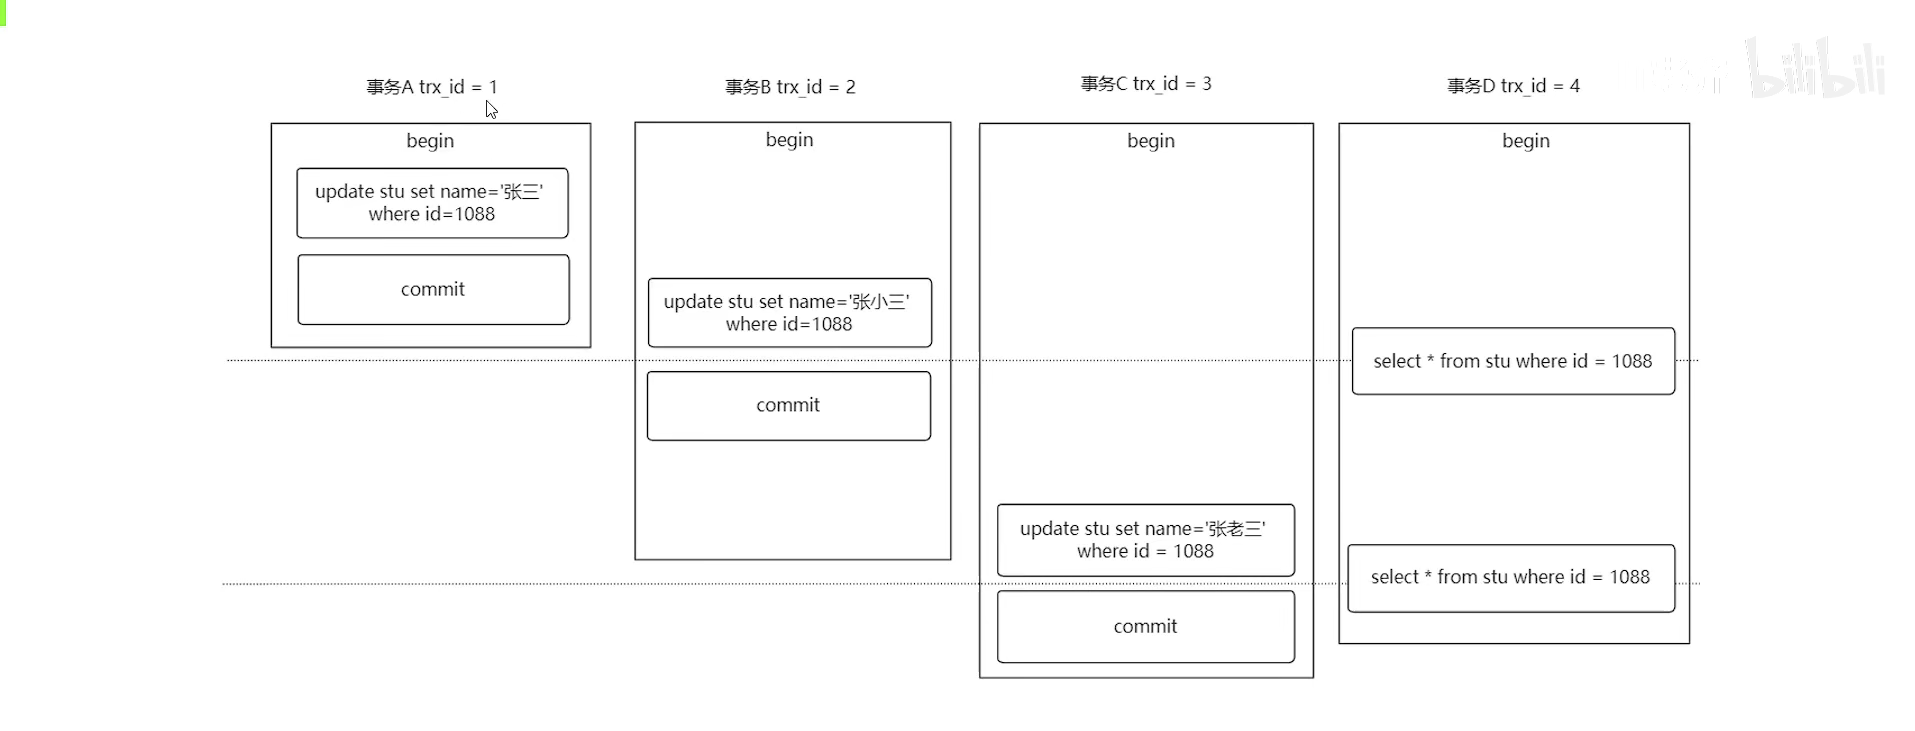 事务A trx_id = 1
begin
update stu set name='张三'
where id=1088
commit
事务B trx_id = 2
begin
update stu set name='张小三'
where id=1088
commit
事务C trx_id = 3
begin
update stu set name='张老三'
where id = 1088
commit
事务D trx_id = 4
begin
select * from stu where id = 1088
select * from stu where id = 1088
bilibili